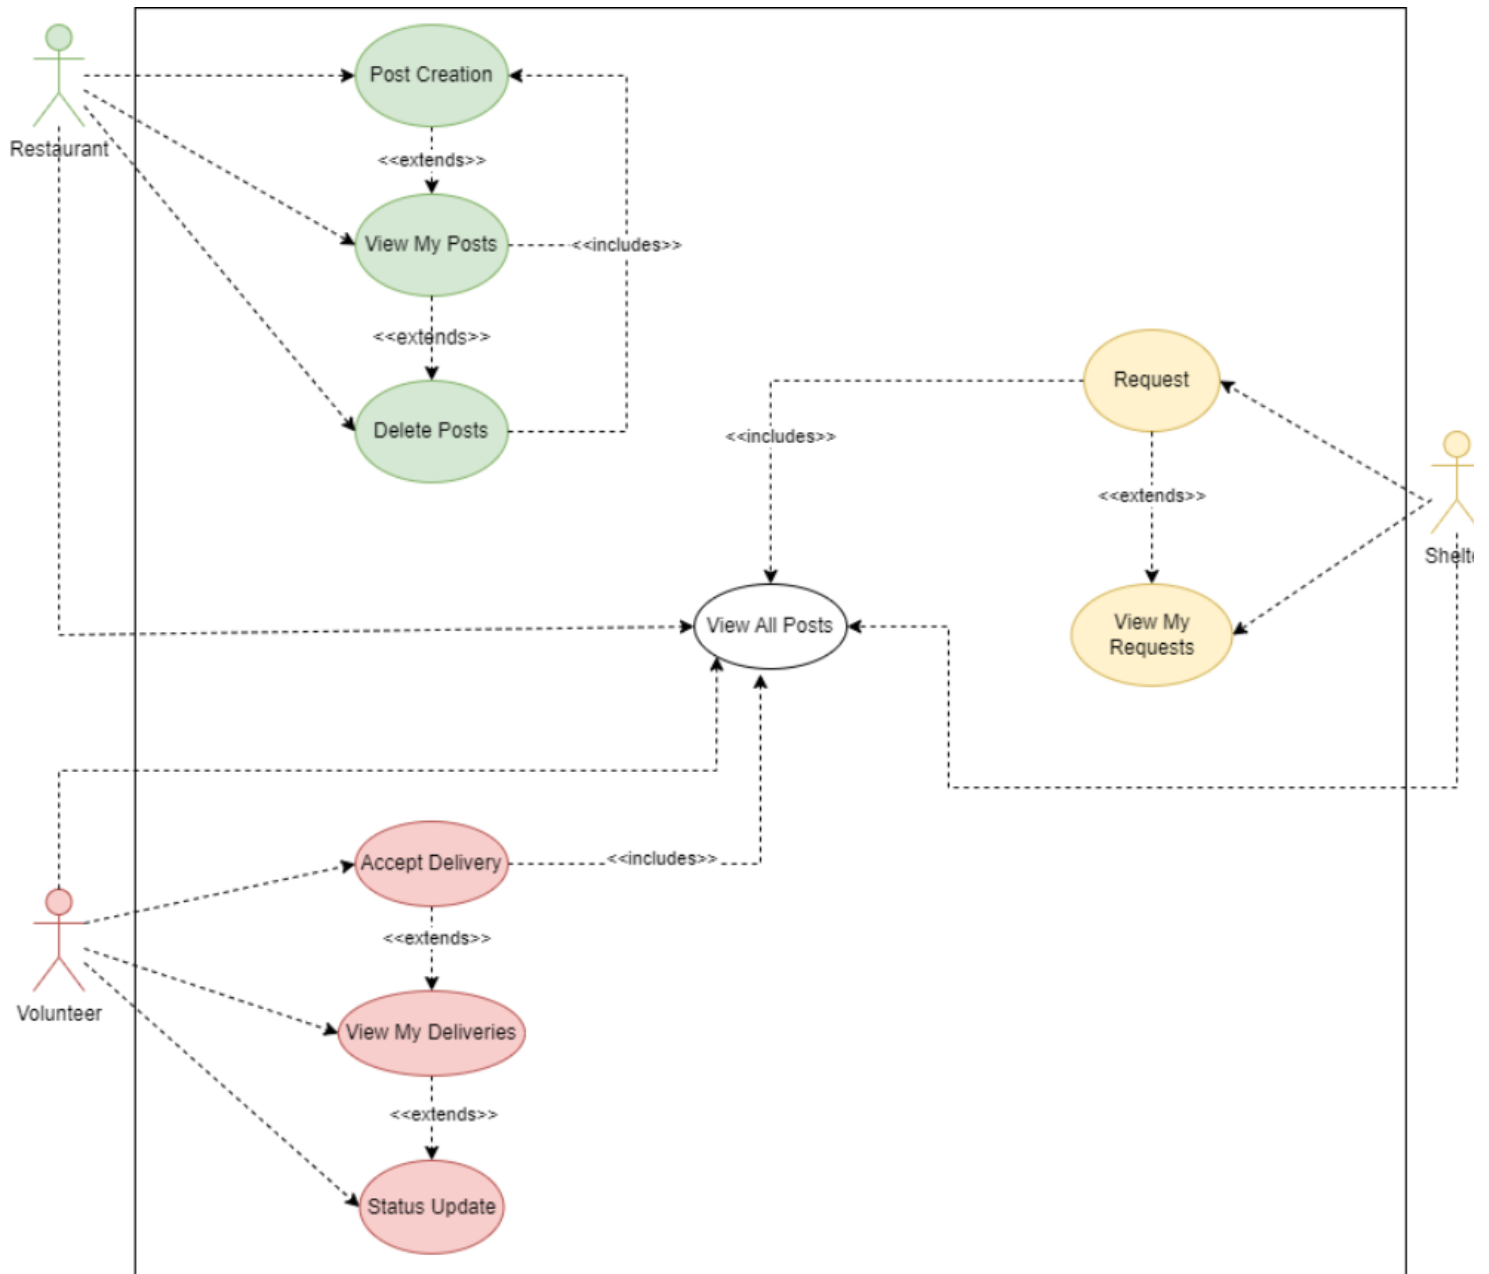 Post Creation
Restaurant
<<extends>>
View My Posts
<<includes>>
<<extends>>
Request
Delete Posts
<<includes>>
<<extends>>
Shelte
View All Posts
View My
Requests
Accept Delivery
<<includes>>
<<extends>>
Volunteer
View My Deliveries
<<extends>>
Status Update